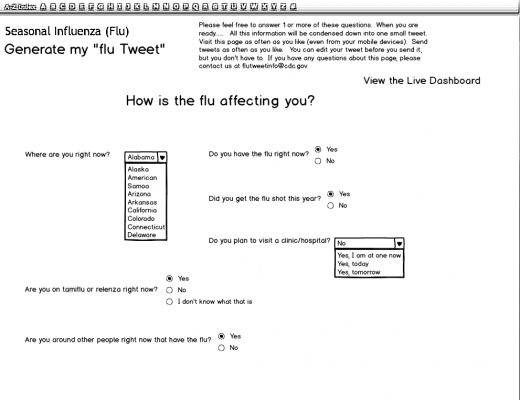 A-Z Index A B C D E F G H I J K L M N O P Q R S T U V W X Y Z #
Seasonal Influenza (Flu)
Generate my "flu Tweet"
Please feel free to answer 1 or more of these questions. When you are
ready.... All this information will be condensed down into one small tweet.
Visit this page as often as you like (even from your mobile devices). Send
tweets as often as you like. You can edit your tweet before you send it,
but you don't have to. If you have any questions about this page, please
contact us at flutweetinfo@cdc.gov
View the Live Dashboard
How is the flu affecting you?
Where are you right now?
Alabama
Alaska
American
Samoa
Arizona
Arkansas
California
Colorado
Connecticut
Delaware
Do you have the flu right now?
Yes
No
Did you get the flu shot this year?
Yes
No
Do you plan to visit a clinic/hospital?
No
Yes, I am at one now
Yes, today
Yes, tomorrow
Are you on tamiflu or relenza right now?
Yes
No
I don't know what that is
Are you around other people right now that have the flu?
Yes
No